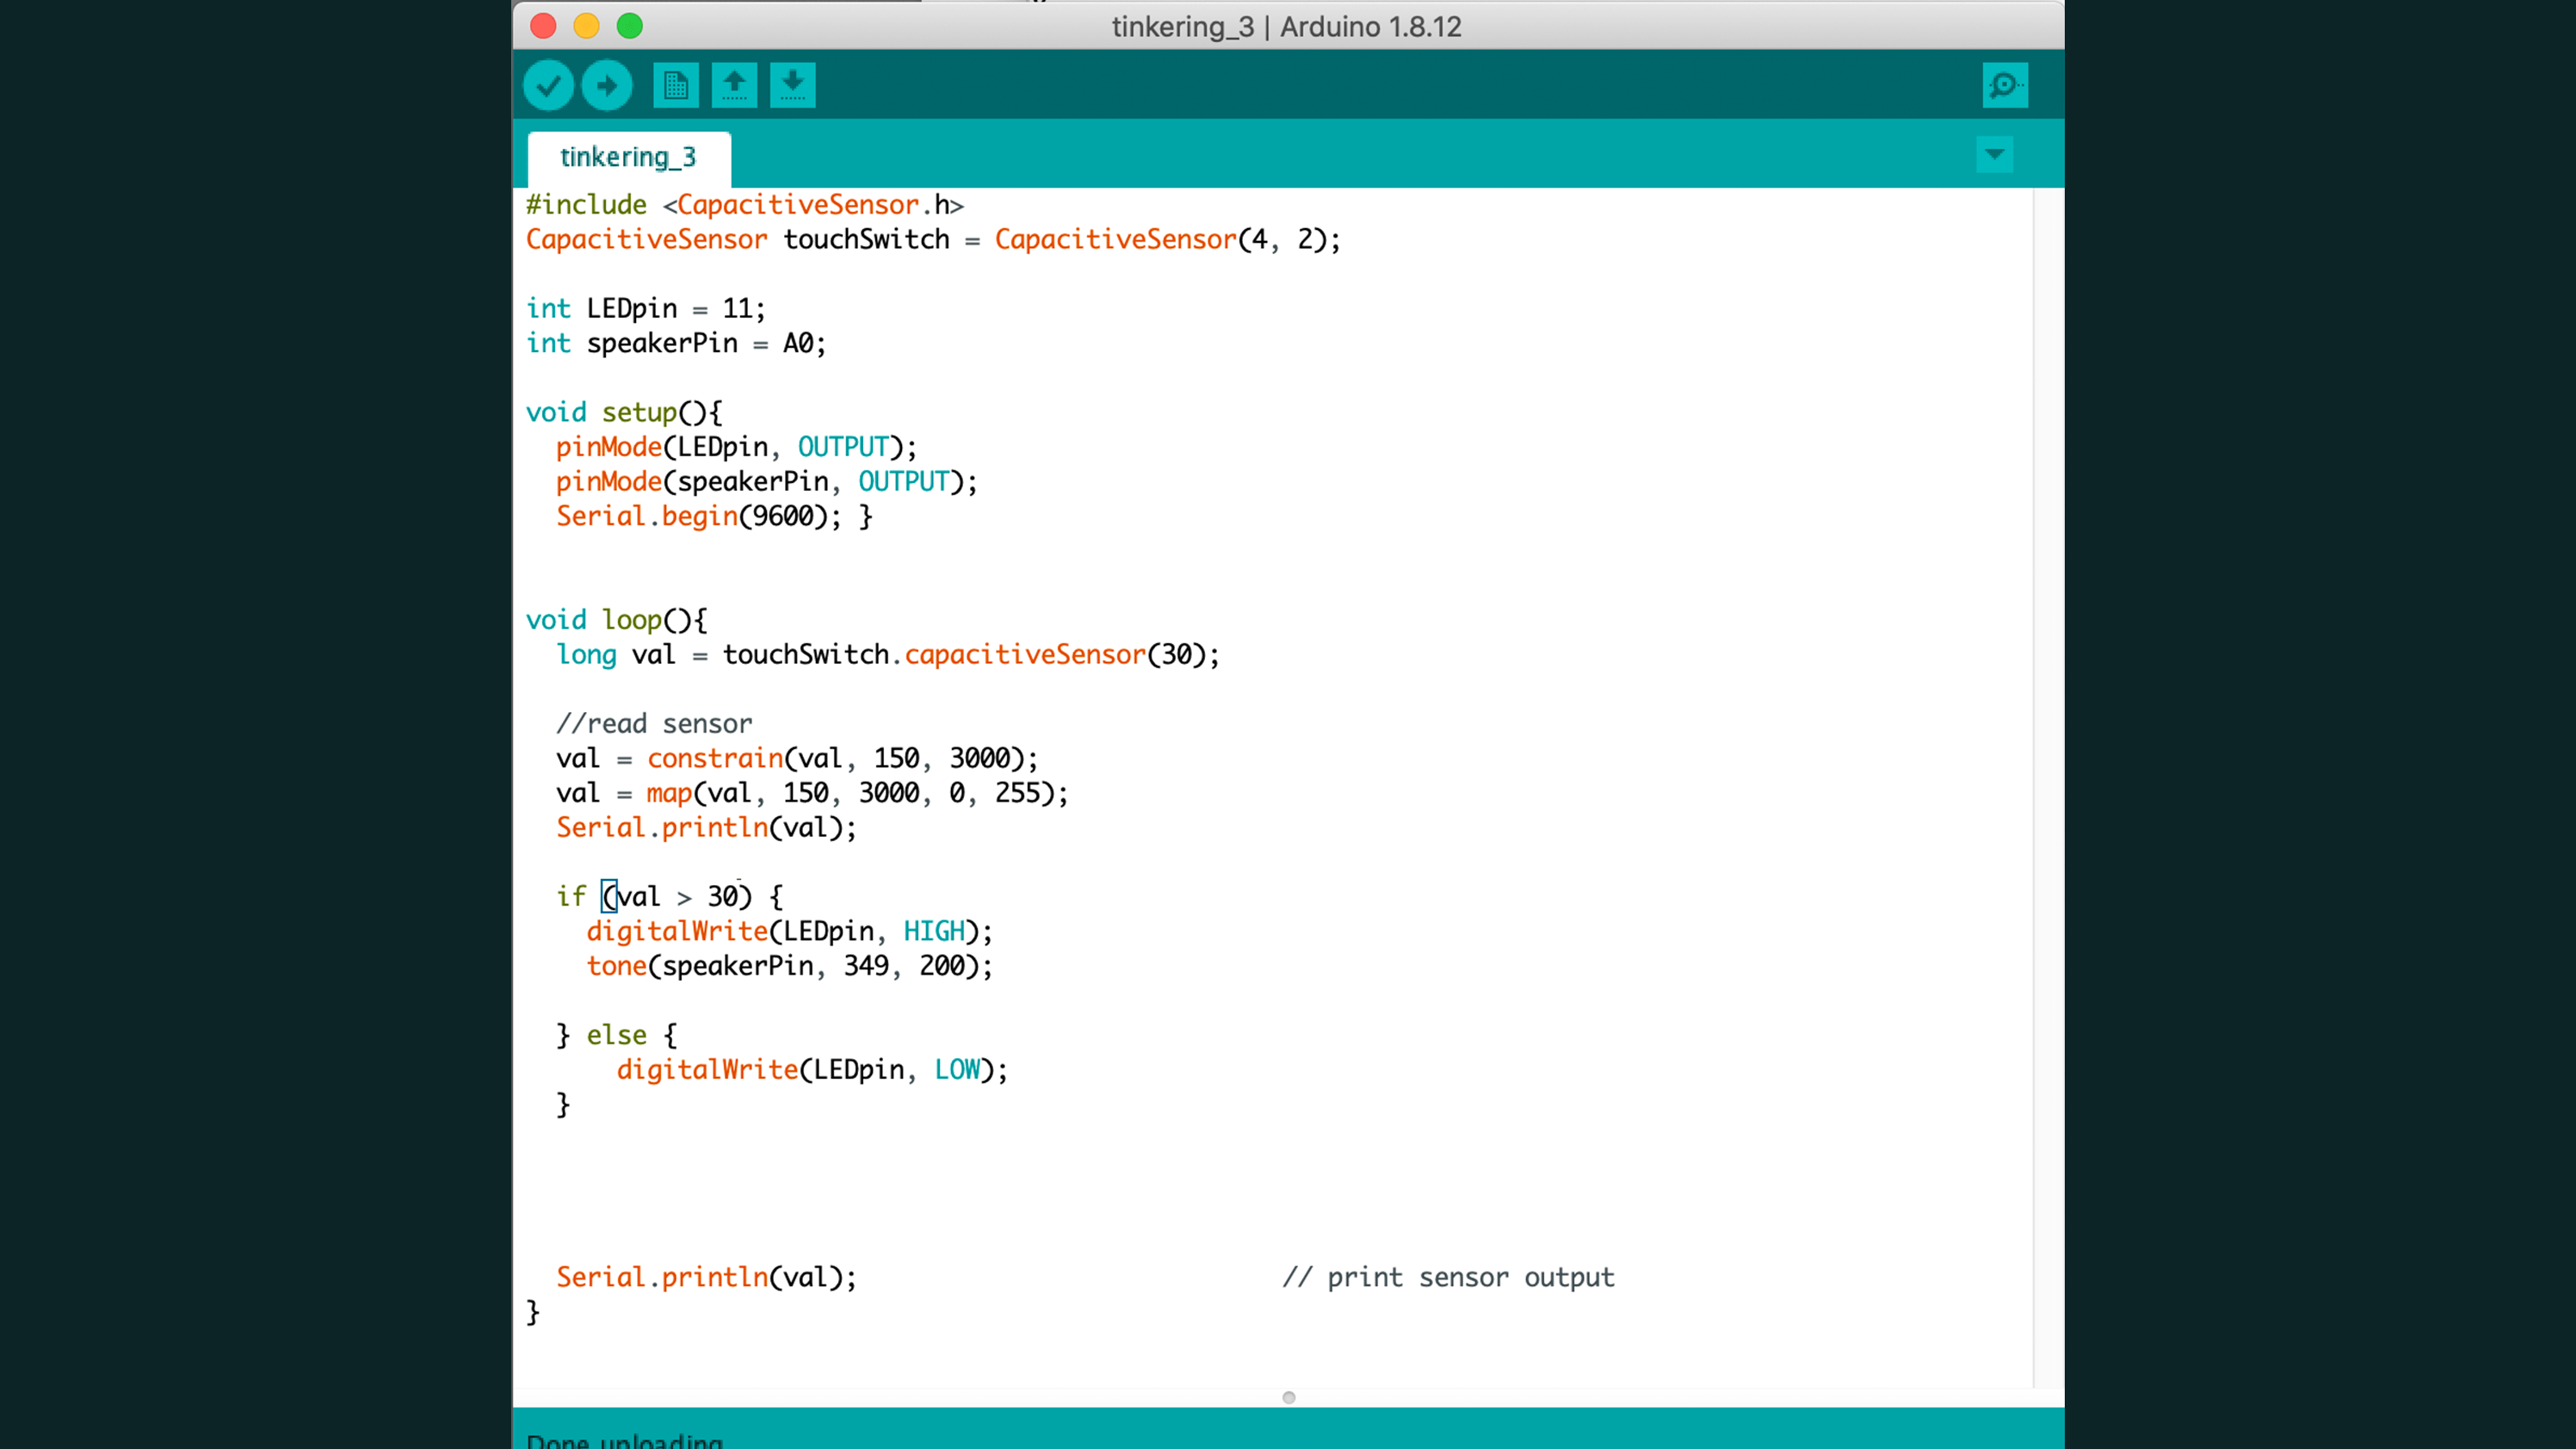 tinkering_3 | Arduino 1.8.12
tinkering_3
#include <CapacitiveSensor.h>
CapacitiveSensor touchSwitch = CapacitiveSensor(4, 2);
int LEDpin = 11;
int speakerPin = A0;
void setup(){
pinMode(LEDpin, OUTPUT);
pinMode(speakerPin, OUTPUT);
Serial.begin(9600); }
void loop(){
long val = touchSwitch.capacitiveSensor(30);
//read sensor
val = constrain(val, 150, 3000);
val = map(val, 150, 3000, 0, 255);
Serial.println(val);
if (val > 30) {
digitalWrite(LEDpin, HIGH);
tone(speakerPin, 349, 200);
} else {
digitalWrite(LEDpin, LOW);
}
Serial.println(val); // print sensor output
}
Done uploading